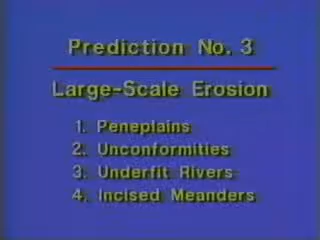 Prediction No. 3
Large-Scale Erosion
1. Peneplains
2. Unconformities
3. Underfit Rivers
4. Incised Meanders